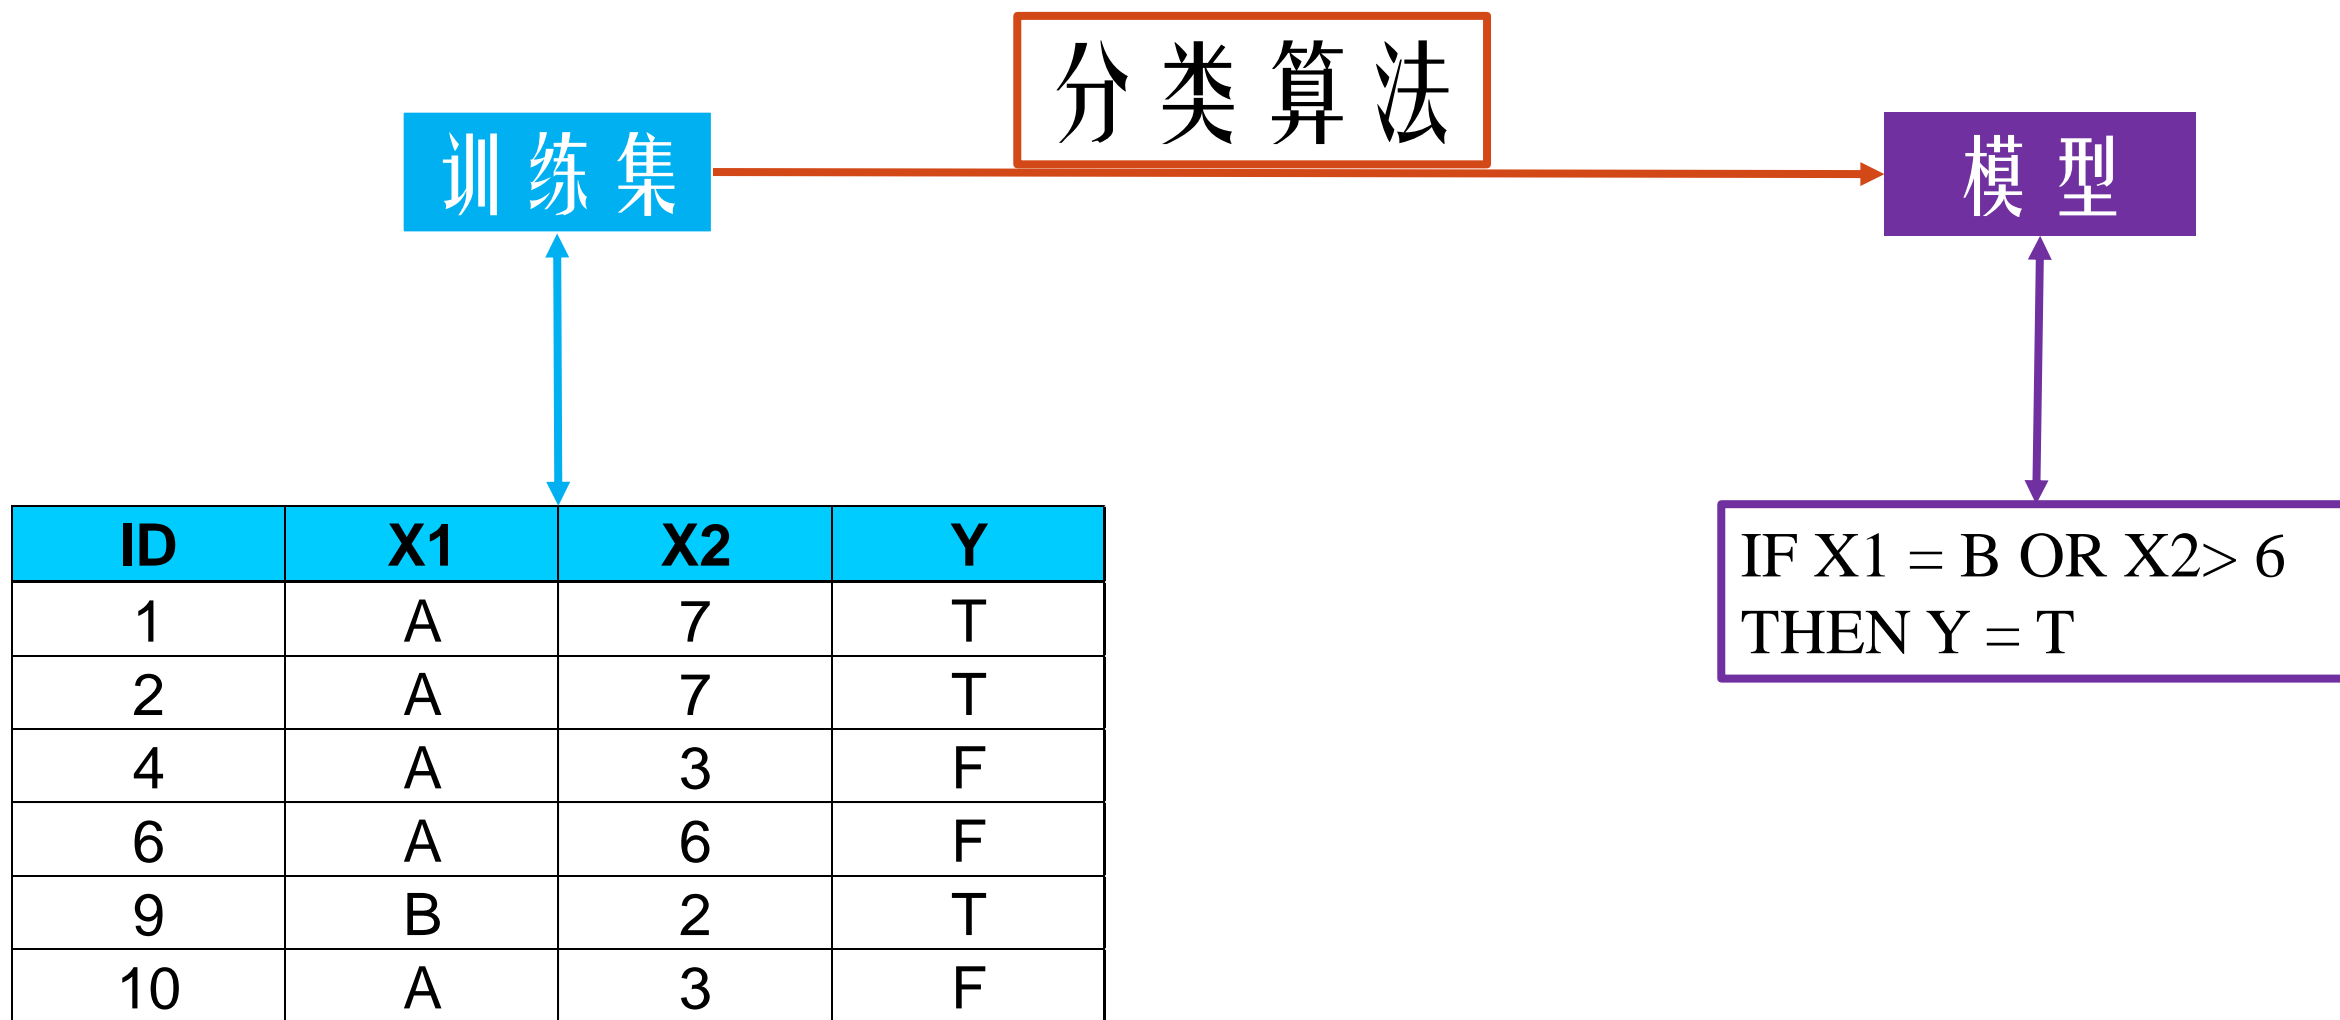 分类算法
训练集
模型
ID X1 X2 Y
1 A 7 T
2 A 7 T
4 A 3 F
6 A 6 F
9 B 2 T
10 A 3 F
IF X1 = B OR X2> 6
THEN Y = T